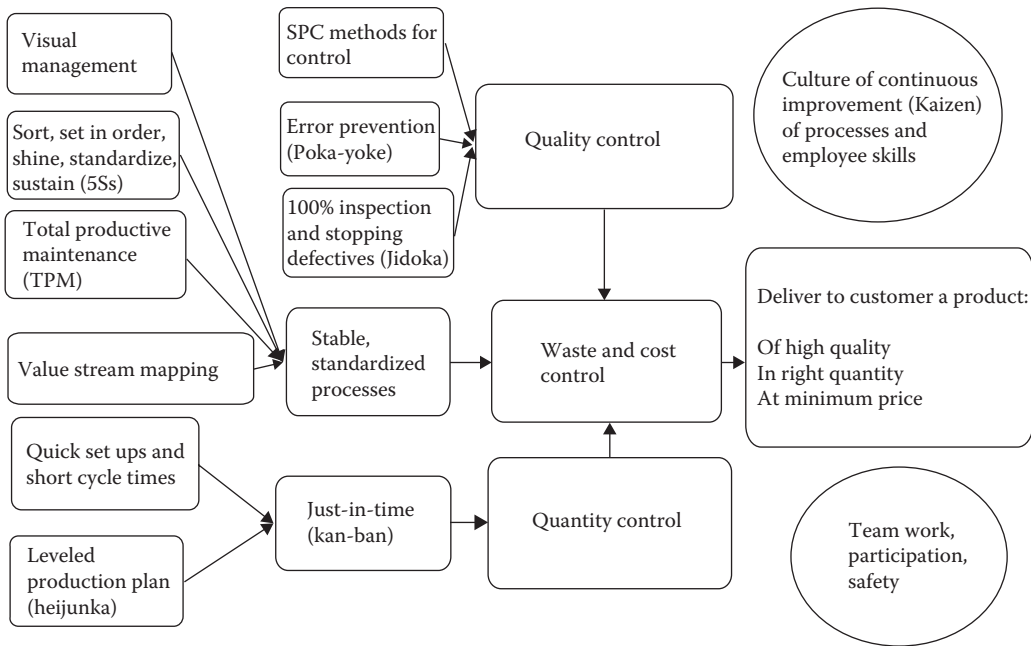 Visual
management
Sort, set in order,
shine, standardize,
sustain (5Ss)
Total productive
maintenance
(TPM)
Value stream mapping
Quick set ups and
short cycle times
Leveled
production plan
(heijunka)
SPC methods for
control
Error prevention
(Poka-yoke)
100% inspection
and stopping
defectives (Jidoka)
Stable,
standardized
processes
Just-in-time
(kan-ban)
Quality control
Waste and cost
control
Quantity control
Culture of continuous
improvement (Kaizen)
of processes and
employee skills
Deliver to customer a product:
Of high quality
In right quantity
At minimum price
Team work,
participation,
safety